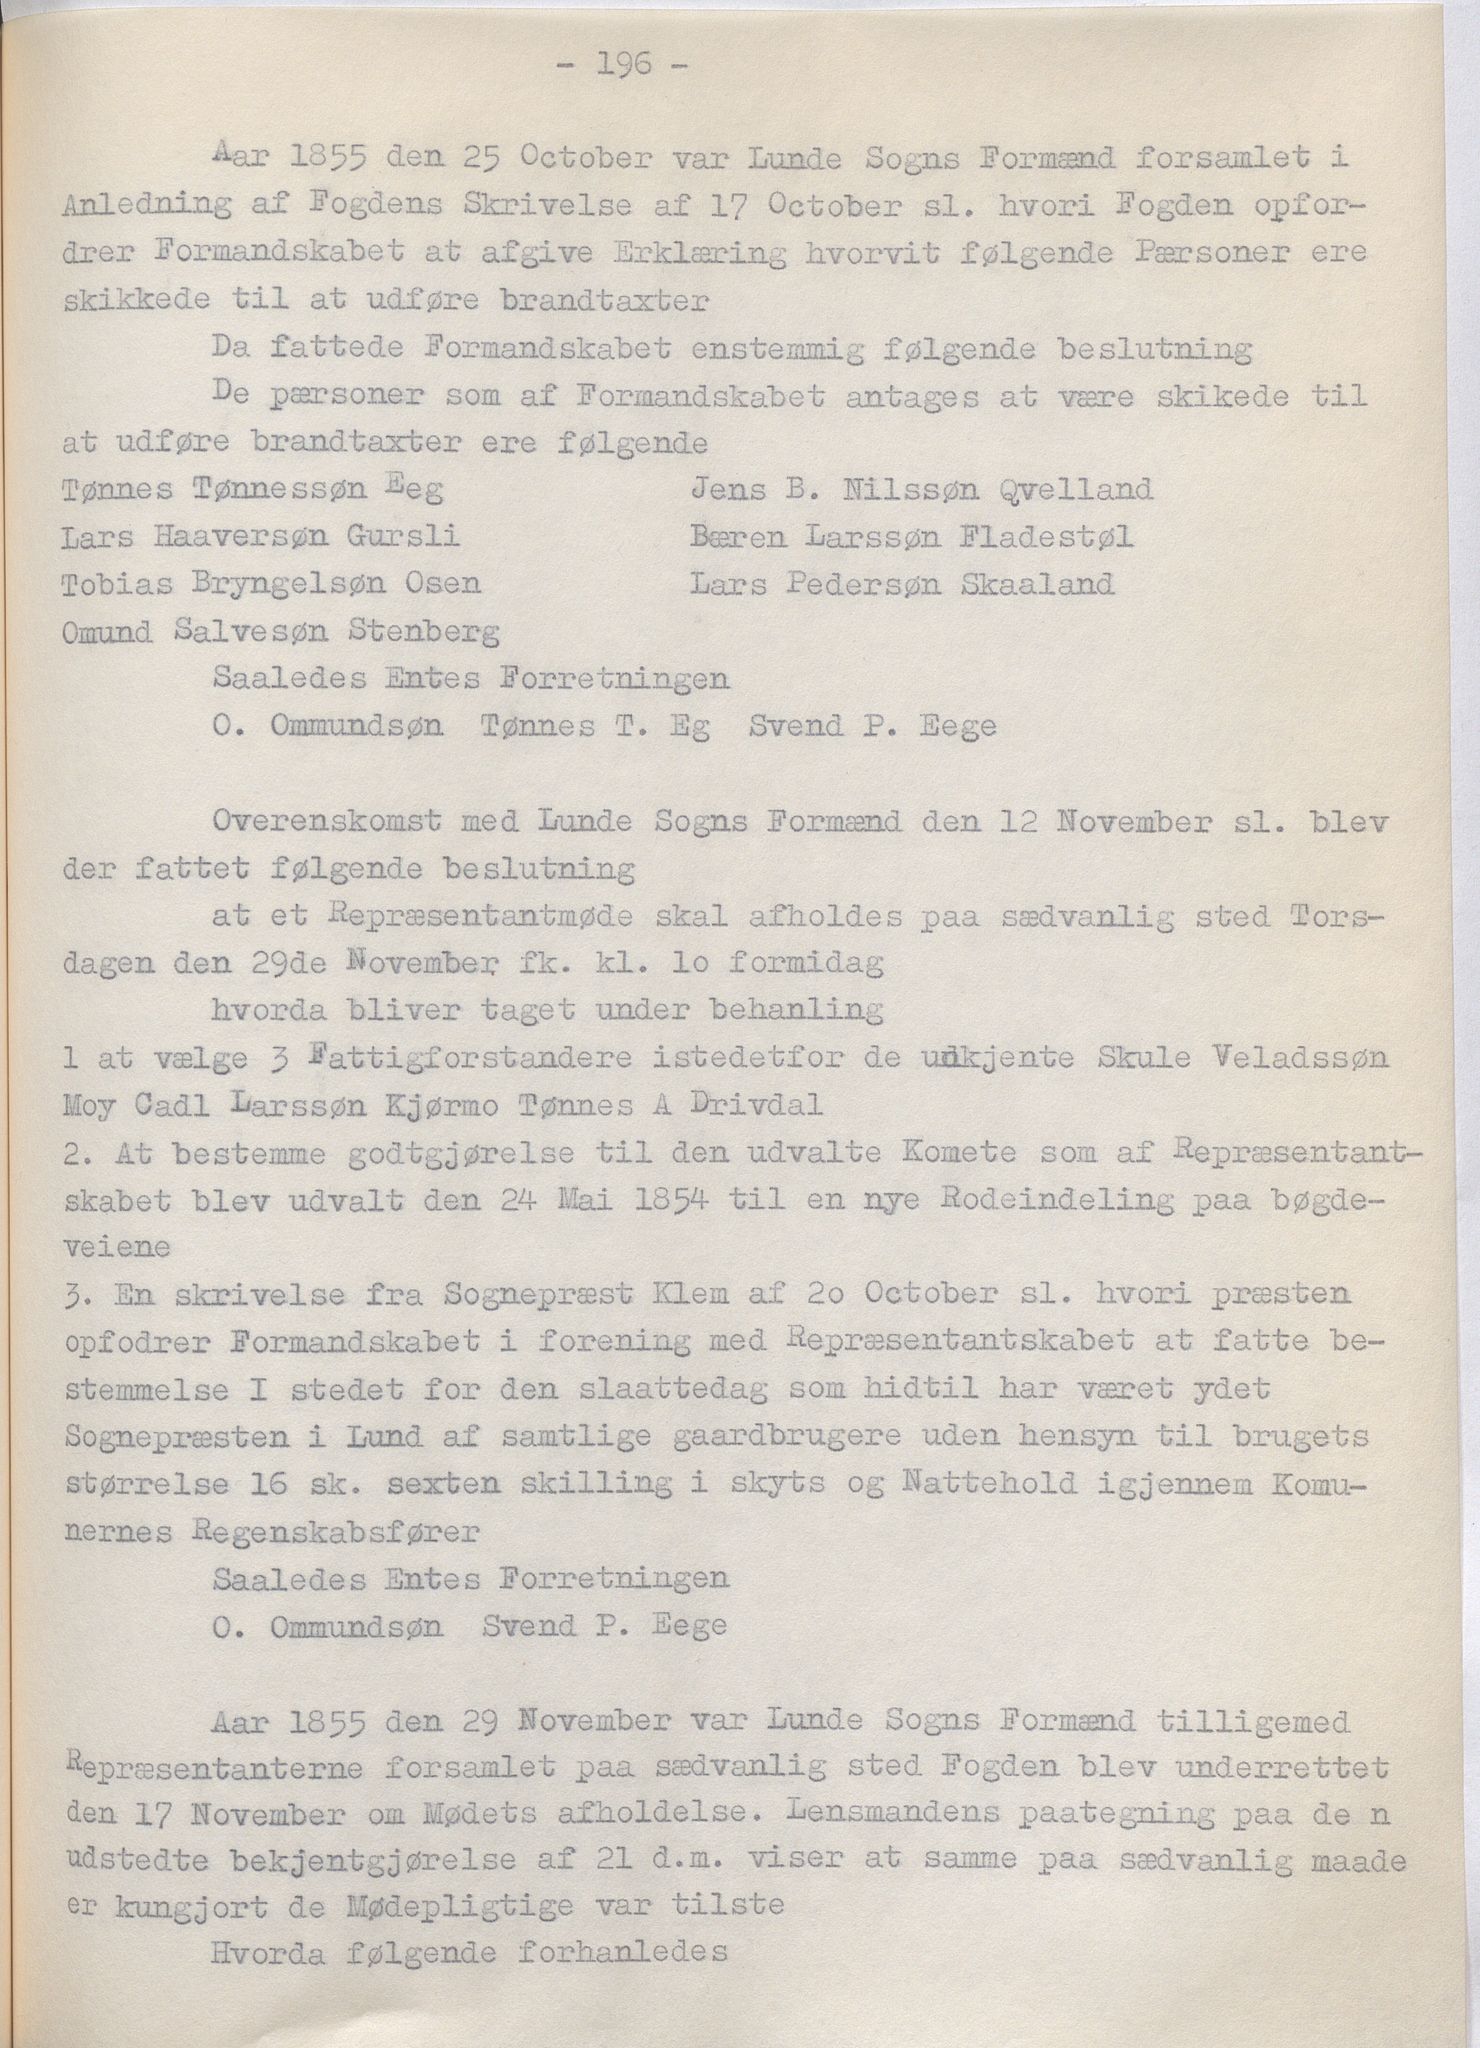 - 196 -
Aar 1855 den 25 October var Lunde Sogns Formænd forsamlet i
Anledning af Fogdens Skrivelse af 17 October sl. hvori Fogden opfor-
drer Formandskabet at afgive Erklæring hvorvit følgende Pærsoner ere
skikkede til at udføre brandtaxter
Da fattede Formandskabet enstemmig følgende beslutning
De pærsoner som af Formandskabet antages at være skikede til
at udføre brandtaxter ere følgende
Tønnes Tønnessøn Eeg Jens B. Nilssøn Qvelland
Lars Haaversøn Gursli Bæren Larssøn Fladestøl
Tobias Bryngelsøn Osen Lars Pedersøn Skaaland
Omund Salvesøn Stenberg
Saaledes Entes Forretningen
O. Ommundsøn Tønnes T. Eg Svend P. Eege
Overenskomst med Lunde Sogns Formænd den 12 November sl. blev
der fattet følgende beslutning
at et Repræsentantmøde skal afholdes paa sædvanlig sted Tors-
dagen den 29de November fk. kl. lo formidag
hvorda bliver taget under behanling
l at vælge 3 Fattigforstandere istedetfor de udkjente Skule Veladssøn
Moy Cadl Larssøn Kjørmo Tønnes A Drivdal
2. At bestemme godtgjørelse til den udvalte Komete som af Repræsentant-
skabet blev udvalt den 24 Mai 1854 til en nye Rodeindeling paa bøgde-
veiene
3. En skrivelse fra Sognepræst Klem af 2o October sl. hvori præsten
opfodrer Formandskabet i forening med Repræsentantskabet at fatte be-
stemmelse I stedet for den slaattedag som hidtil har været ydet
Sognepræsten i Lund af samtlige gaardbrugere uden hensyn til brugets
størrelse 16 sk. sexten skilling i skyts og Nattehold igjennem Komu-
nernes Regenskabsfører
Saaledes Entes Forretningen
O. Ommundsøn Svend P. Eege
Aar 1855 den 29 November var Lunde Sogns Formænd tilligemed
Repræsentanterne forsamlet paa sædvanlig sted Fogden blev underrettet
den 17 November om Mødets afholdelse. Lensmandens paategning paa de n
udstedte bekjentgjørelse af 21 d.m. viser at samme paa sædvanlig maade
er kungjort de Mødepligtige var tilste
Hvorda følgende forhanledes